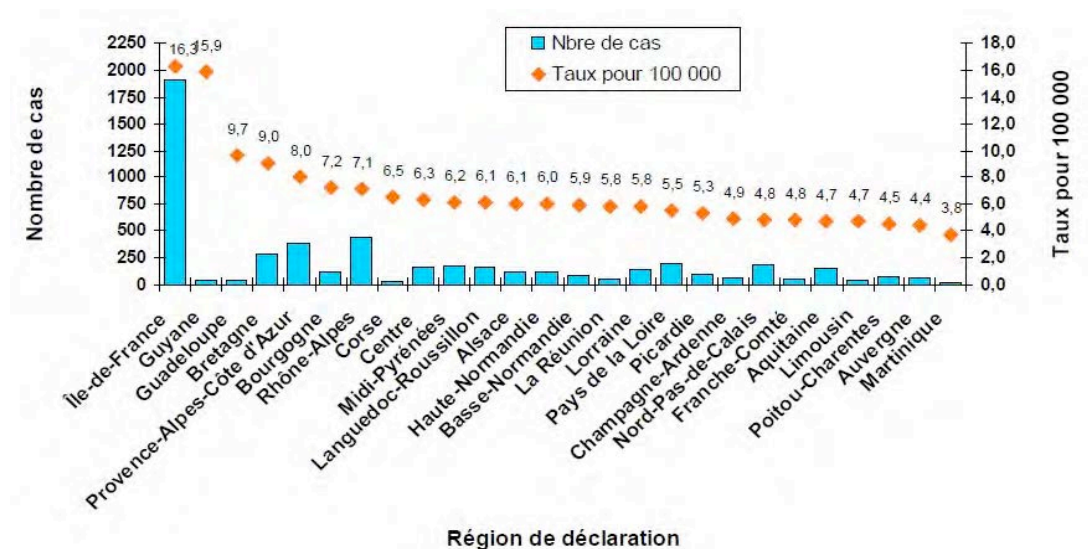 Nbre de cas
Taux pour 100 000
Nombre de cas
2250
2000
1750
1500
1250
1000
750
500
250
0
16,3
15,9
9,7
9,0
8,0
7,2
7,1
6,5
6,3
6,2
6,1
6,1
6,0
5,9
5,8
5,8
5,5
5,3
4,9
4,8
4,8
4,7
4,7
4,5
4,4
3,8
18,0
16,0
14,0
12,0
10,0
8,0
6,0
4,0
2,0
0,0
Taux pour 100 000
Île-de-France
Guyane
Guadeloupe
Bretagne
Provence-Alpes-Côte d'Azur
Bourgogne
Rhône-Alpes
Corse
Centre
Midi-Pyrénées
Languedoc-Roussillon
Alsace
Haute-Normandie
Basse-Normandie
La Réunion
Lorraine
Pays de la Loire
Picardie
Champagne-Ardenne
Nord-Pas-de-Calais
Franche-Comté
Aquitaine
Limousin
Poitou-Charentes
Auvergne
Martinique
Région de déclaration